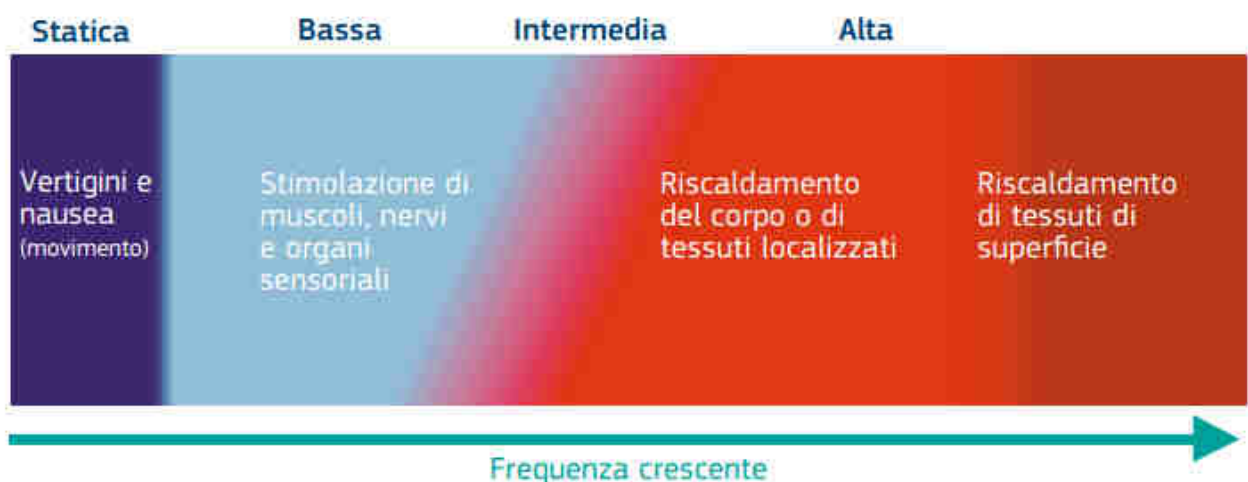 Statica Bassa Intermedia Alta
Vertigini e
nausea
(movimento)
Stimolazione di
muscoli, nervi
e organi
sensoriali
Riscaldamento
del corpo o di
tessuti localizzati
Riscaldamento
di tessuti di
superficie
Frequenza crescente